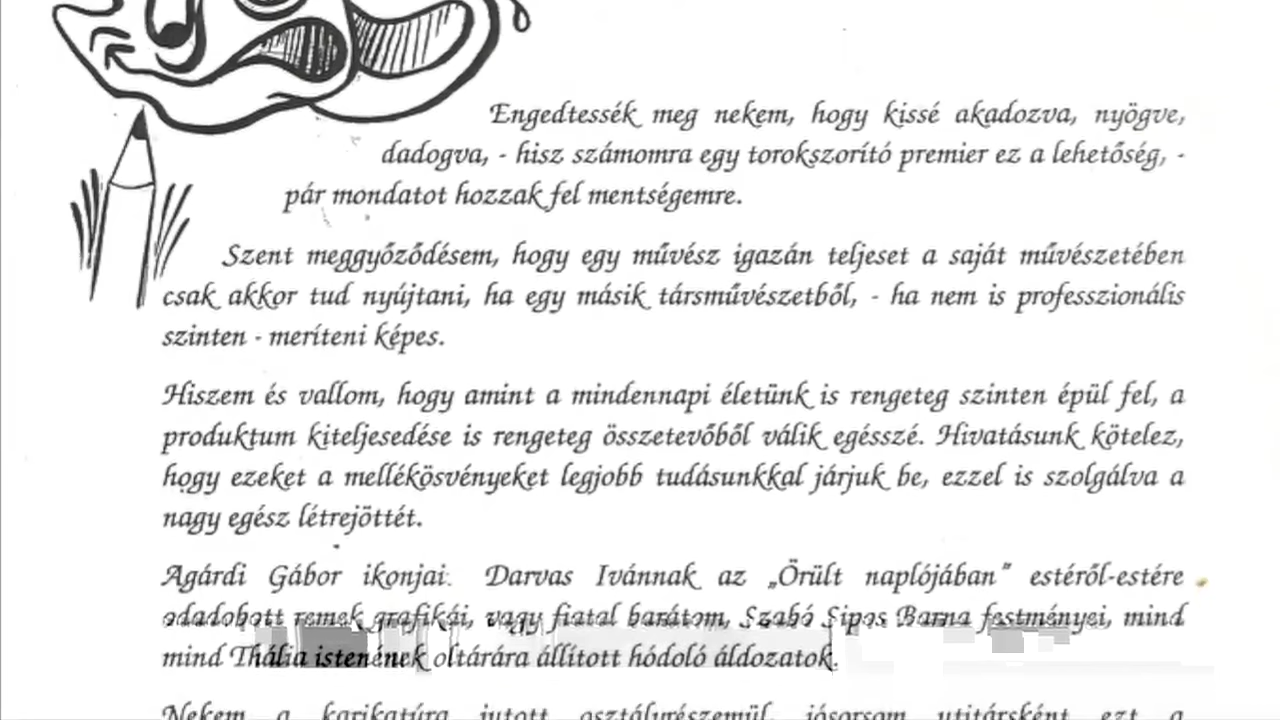 Engedtessék meg nekem, hogy kissé akadozva, nyögve,
dadogva, - hisz számomra egy torokszorító premier ez a lehetőség, -
pár mondatot hozzak fel mentségemre.
Szent meggyőződésem, hogy egy művész igazán teljeset a saját művészetében
csak akkor tud nyújtani, ha egy másik társművészetből, - ha nem is professzionális
szinten - meríteni képes.
Hiszem és vallom, hogy amint a mindennapi életünk is rengeteg szinten épül fel, a
produktum kiteljesedése is rengeteg összetevőből válik egésszé. Hivatásunk kötelez,
hogy ezeket a mellékösvényeket legjobb tudásunkkal járjuk be, ezzel is szolgálva a
nagy egész létrejöttét.
Agárdi Gábor ikonjai. Darvas Ivánnak az „Örült naplójában" estéről-estére
odadobott remek grafikái, vagy fiatal barátom, Szabó Sipos Barna festményei, mind
mind Thália istenének oltárára állított hódoló áldozatok.
Nekem a karikatúra jutott osztályrészemül, jósorsom utitársként ezt a